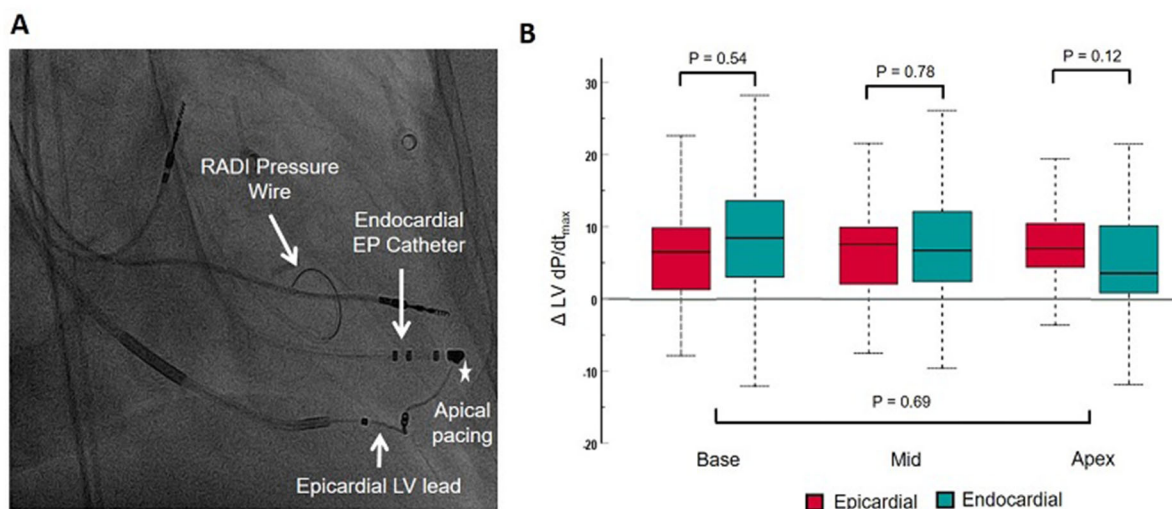 A
RADI Pressure
Wire
Endocardial
EP Catheter
Apical
pacing
Epicardial LV lead
B
P = 0.54
P = 0.78
P = 0.12
30
20
10
0
-10
-20
Δ LV dP/dtmax
P = 0.69
Base
Mid
Apex
Epicardial
Endocardial